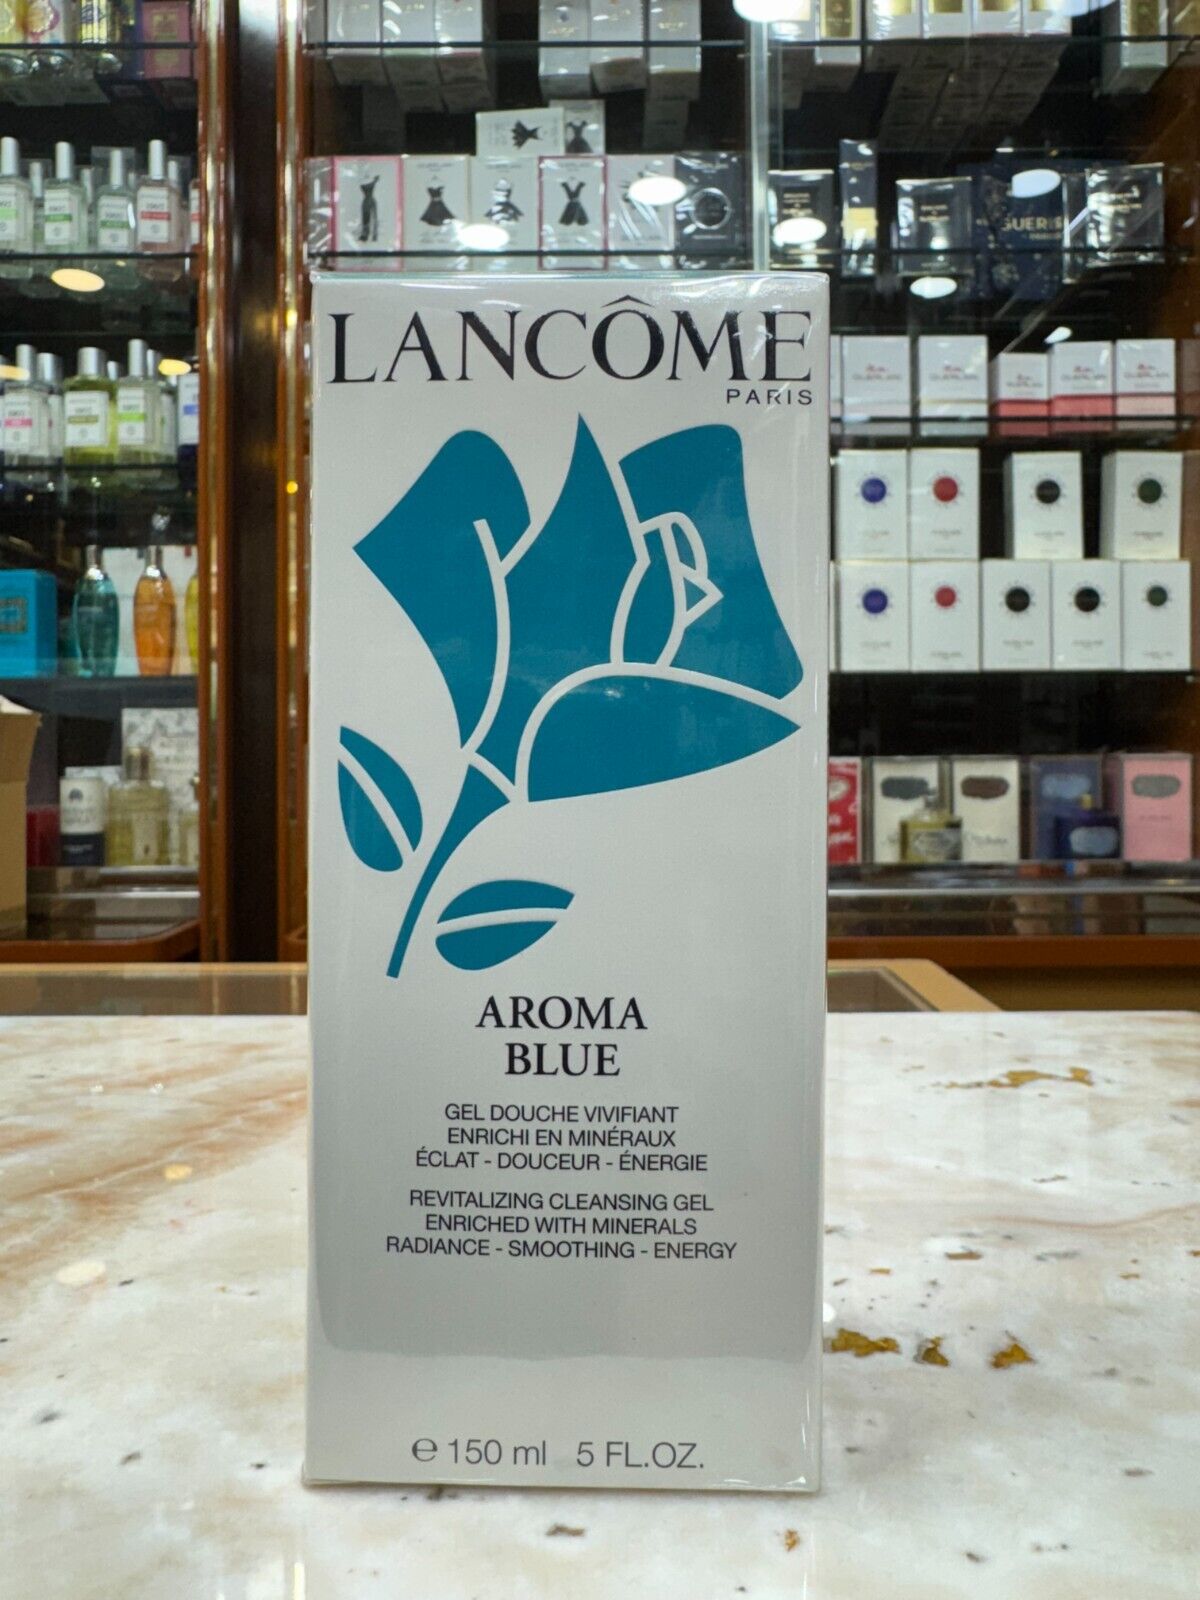 LANCÔME
PARIS
AROMA
BLUE
GEL DOUCHE VIVIFIANT
ENRICHI EN MINÉRAUX
ÉCLAT - DOUCEUR - ÉNERGIE
REVITALIZING CLEANSING GEL
ENRICHED WITH MINERALS
RADIANCE - SMOOTHING - ENERGY
℮ 150 ml 5 FL.OZ.